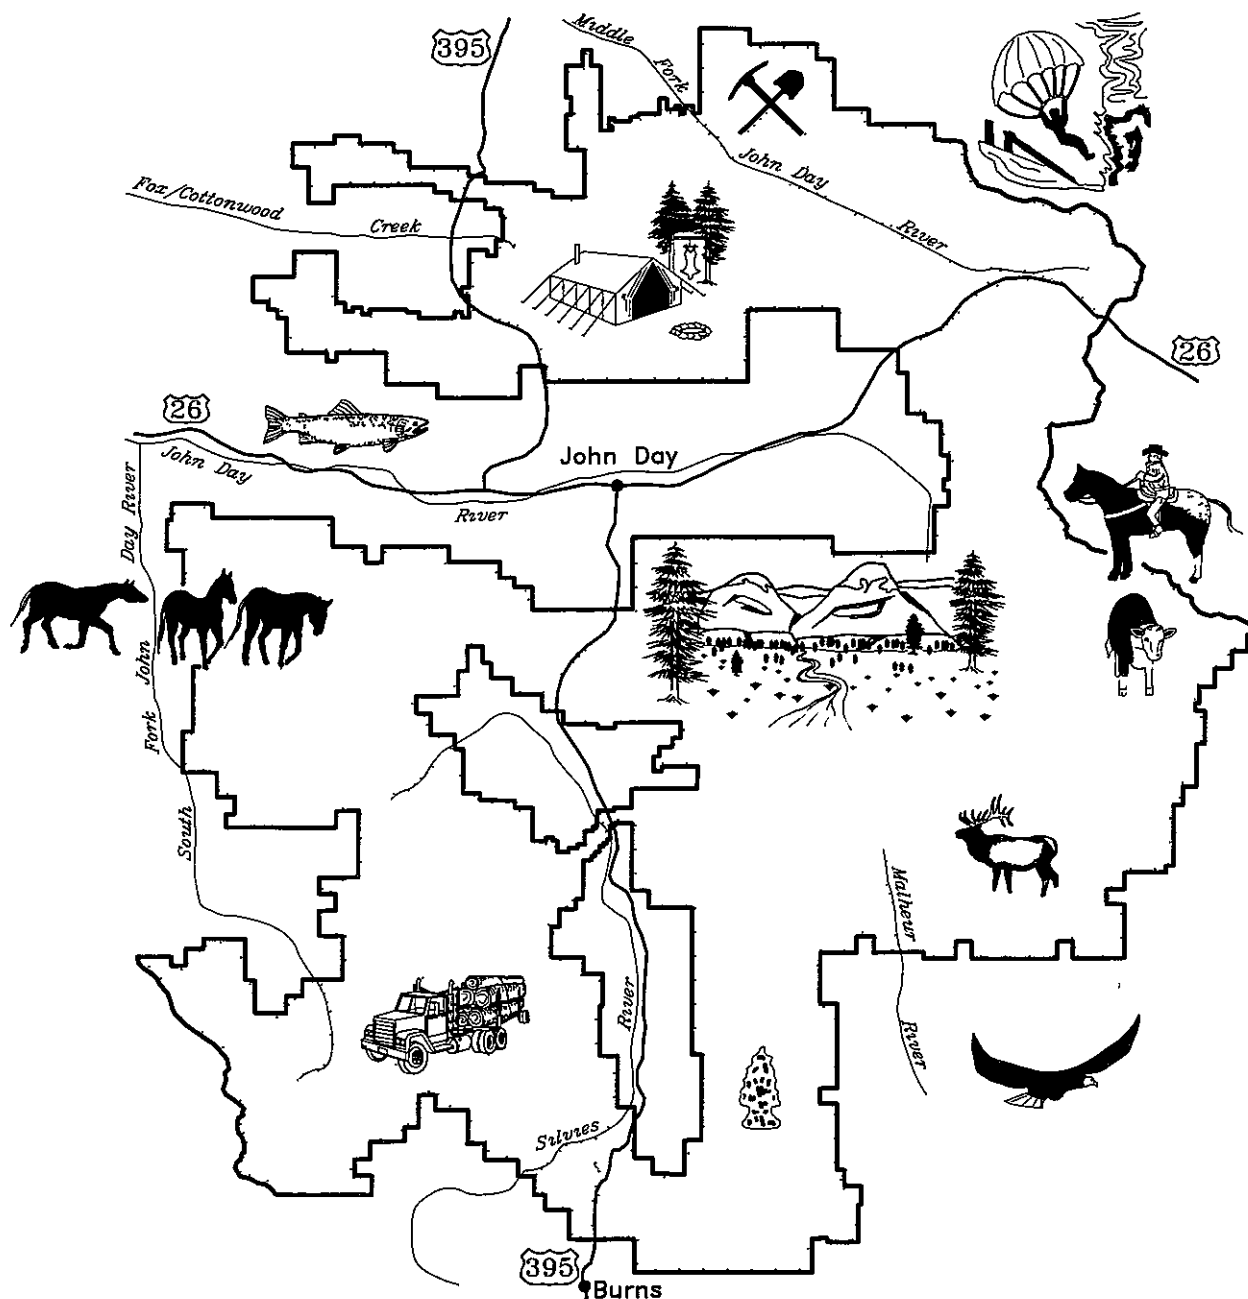 395
Middle
Fork
John Day
River
Fox/Cottonwood
Creek
26
26
John Day
River
John Day
South
Fork
John
Day River
Malheur
River
River
Silvies
395
Burns